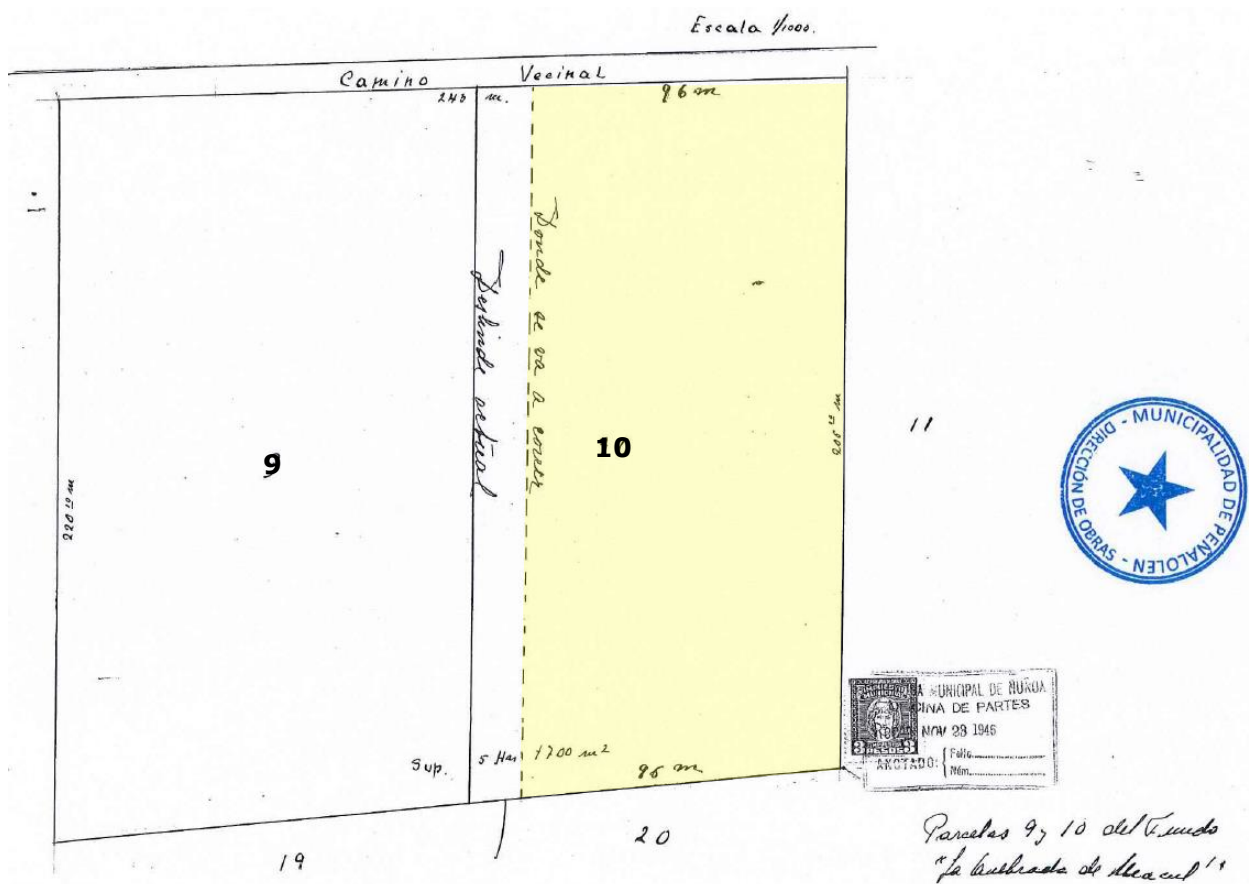 Escala 1/1000.
Camino Vecinal
240 m.
96 m
Deslinde actual
Donde se va a correr
9
10
11
220 m
205 m
MUNICIPALIDAD DE PEÑALOLEN - DIRECCIÓN DE OBRAS -
MUNICIPAL DE ÑUÑOA
DE PARTES
NOV 28 1946
ANOTADO:
Folio
Núm.
Sup. 5 Has 1700 m2
96 m
19
20
Parcelas 9 y 10 del Fundo
"La Quebrada de Macul"